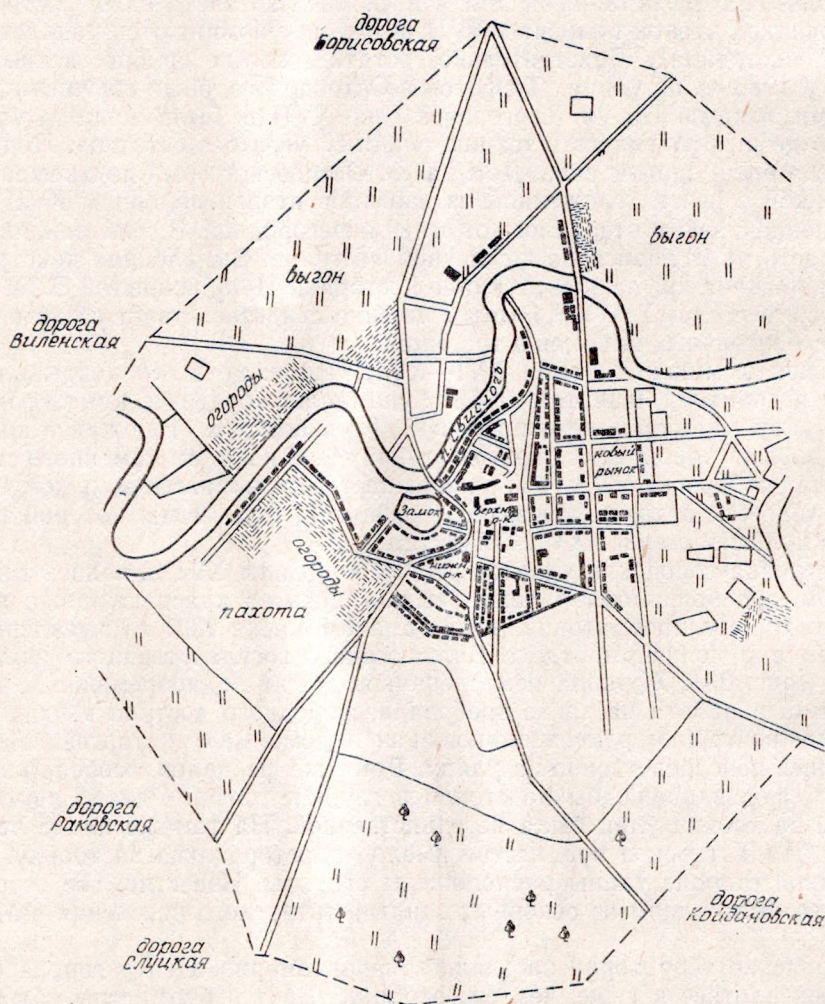 дорога
Борисовская
выгон
выгон
дорога
Виленская
огороды
р. Свислочь
новый
рынок
Замок
верхн.
р-к.
нижн.
р-к.
огороды
пахота
дорога
Раковская
дорога
Слуцкая
дорога
Койдановская